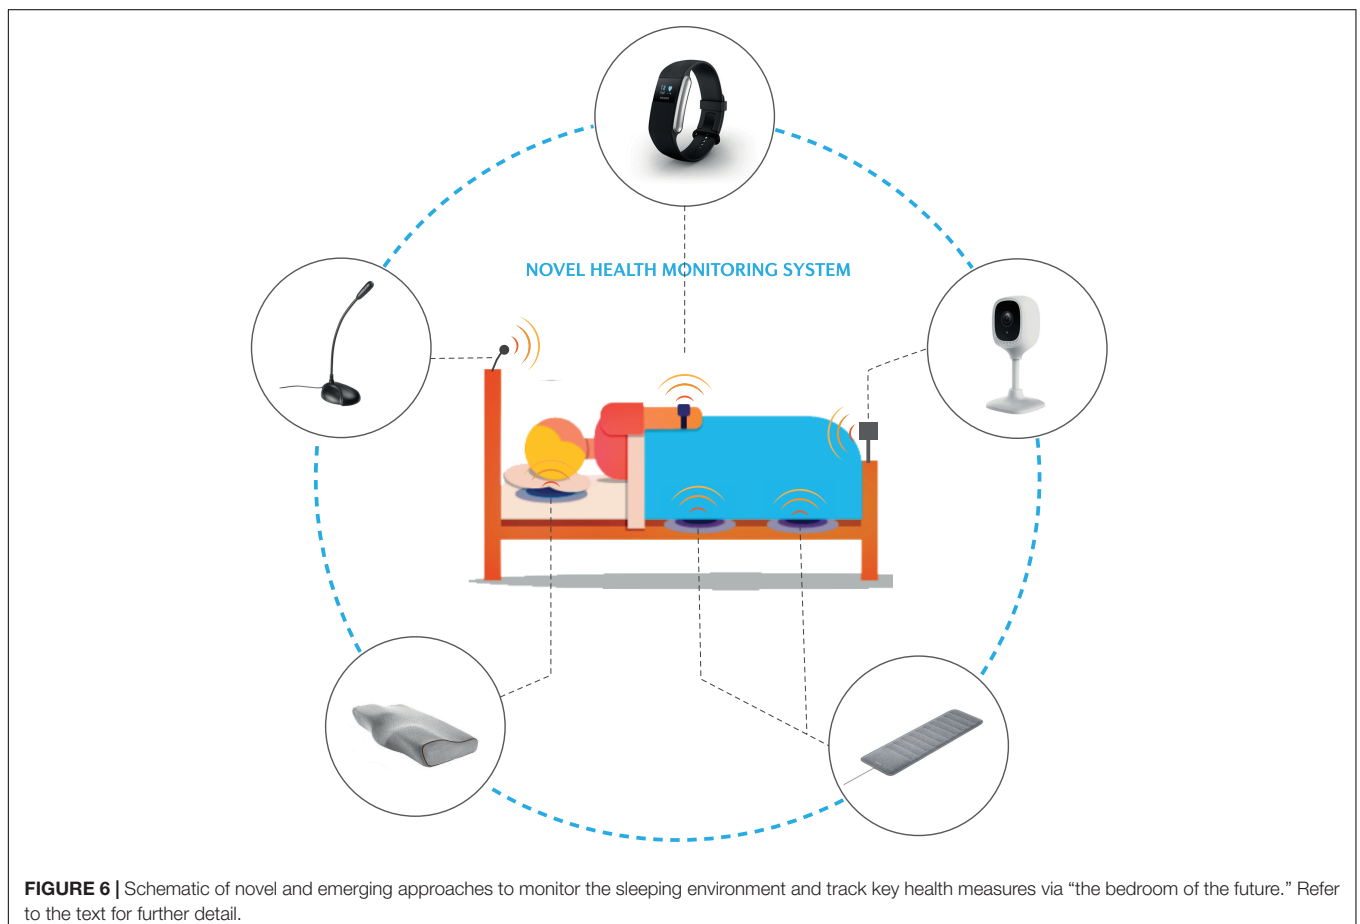 NOVEL HEALTH MONITORING SYSTEM
FIGURE 6 | Schematic of novel and emerging approaches to monitor the sleeping environment and track key health measures via “the bedroom of the future.” Refer
to the text for further detail.